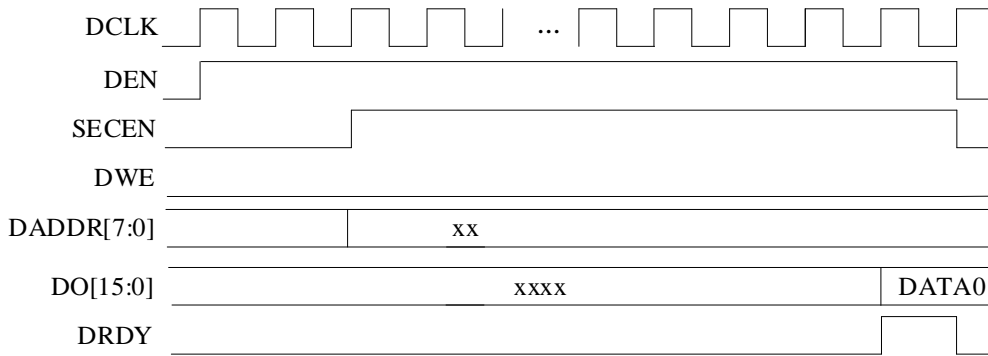 DCLK ...
DEN
SECEN
DWE
DADDR[7:0] xx
DO[15:0] xxxx DATA0
DRDY